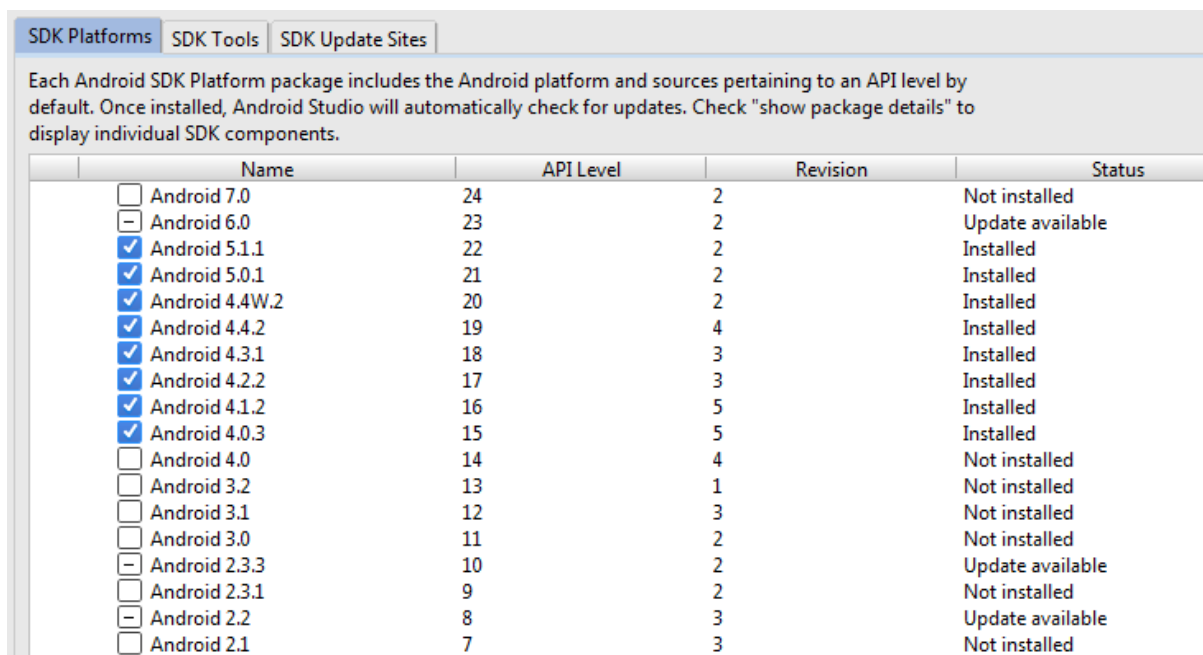 SDK Platforms SDK Tools SDK Update Sites
Each Android SDK Platform package includes the Android platform and sources pertaining to an API level by
default. Once installed, Android Studio will automatically check for updates. Check "show package details" to
display individual SDK components.
Name API Level Revision Status
Android 7.0 24 2 Not installed
Android 6.0 23 2 Update available
Android 5.1.1 22 2 Installed
Android 5.0.1 21 2 Installed
Android 4.4W.2 20 2 Installed
Android 4.4.2 19 4 Installed
Android 4.3.1 18 3 Installed
Android 4.2.2 17 3 Installed
Android 4.1.2 16 5 Installed
Android 4.0.3 15 5 Installed
Android 4.0 14 4 Not installed
Android 3.2 13 1 Not installed
Android 3.1 12 3 Not installed
Android 3.0 11 2 Not installed
Android 2.3.3 10 2 Update available
Android 2.3.1 9 2 Not installed
Android 2.2 8 3 Update available
Android 2.1 7 3 Not installed